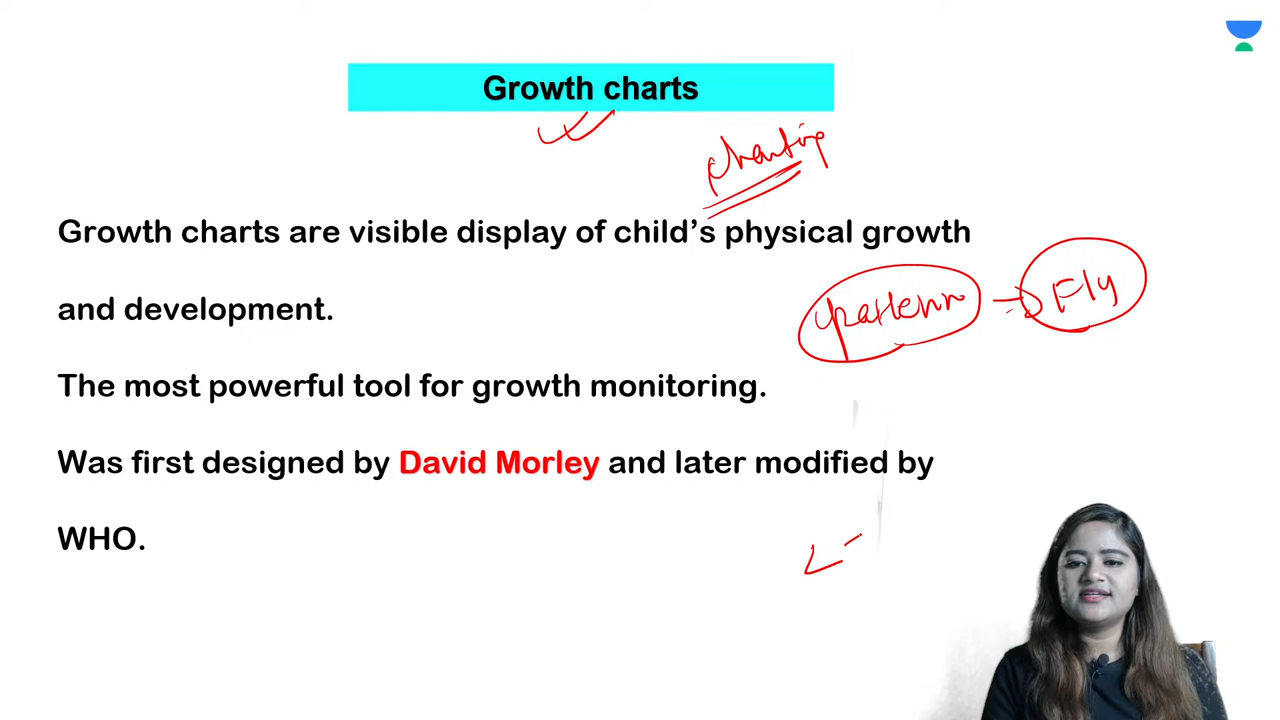 Growth charts
charting
Growth charts are visible display of child's physical growth
pattern
and development.
The most powerful tool for growth monitoring.
Was first designed by David Morley and later modified by
WHO.